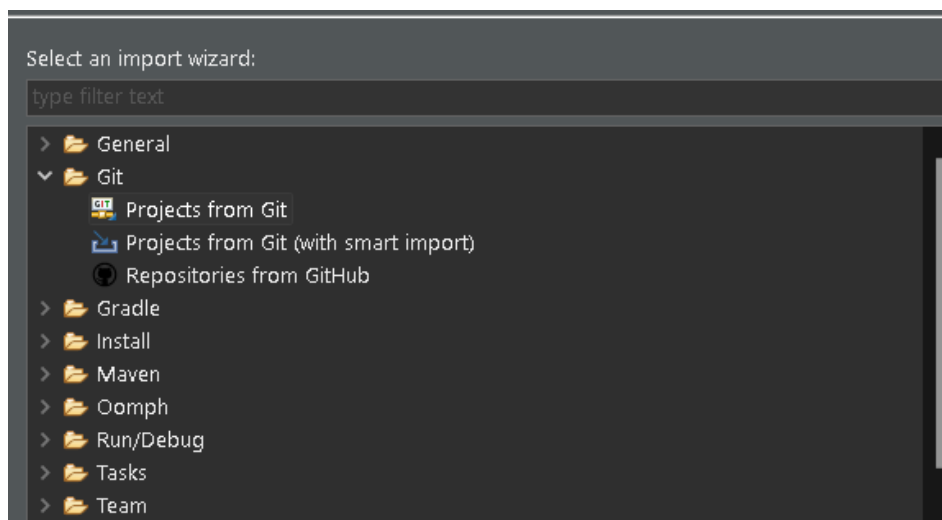 Select an import wizard:
type filter text
General
Git
GIT
Projects from Git
Projects from Git (with smart import)
Repositories from GitHub
Gradle
Install
Maven
Oomph
Run/Debug
Tasks
Team